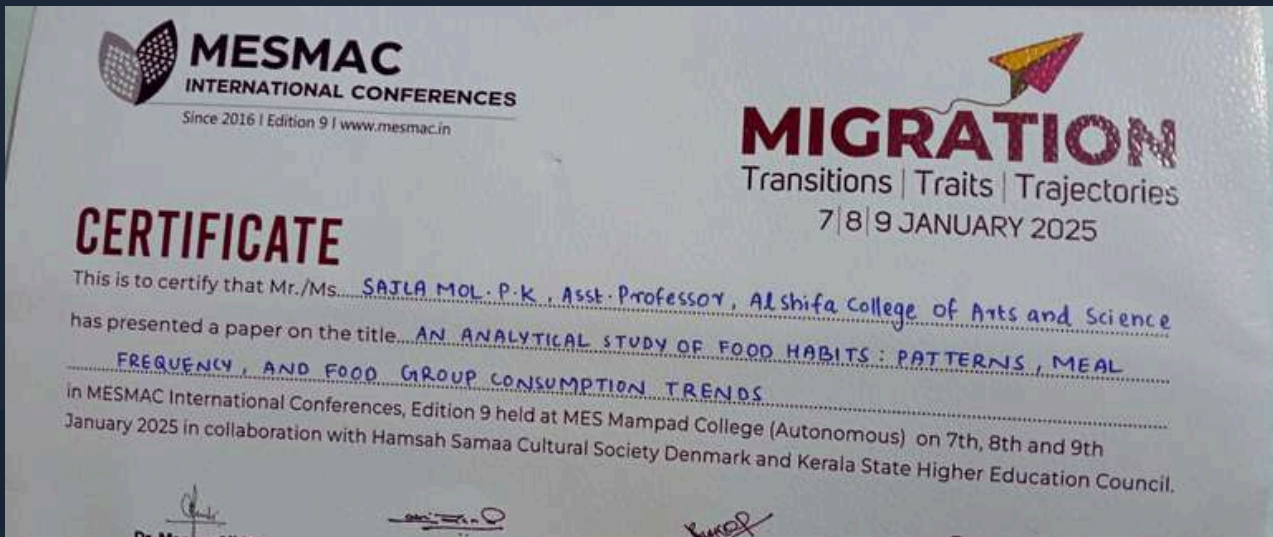 MESMAC
INTERNATIONAL CONFERENCES
Since 2016 | Edition 9 | www.mesmac.in
MIGRATION
Transitions | Traits | Trajectories
7|8|9 JANUARY 2025
CERTIFICATE
This is to certify that Mr./Ms. SAJLA MOL. P.K, Asst. Professor, Al shifa College of Arts and Science
has presented a paper on the title AN ANALYTICAL STUDY OF FOOD HABITS : PATTERNS, MEAL
FREQUENCY, AND FOOD GROUP CONSUMPTION TRENDS
in MESMAC International Conferences, Edition 9 held at MES Mampad College (Autonomous) on 7th, 8th and 9th
January 2025 in collaboration with Hamsah Samaa Cultural Society Denmark and Kerala State Higher Education Council.